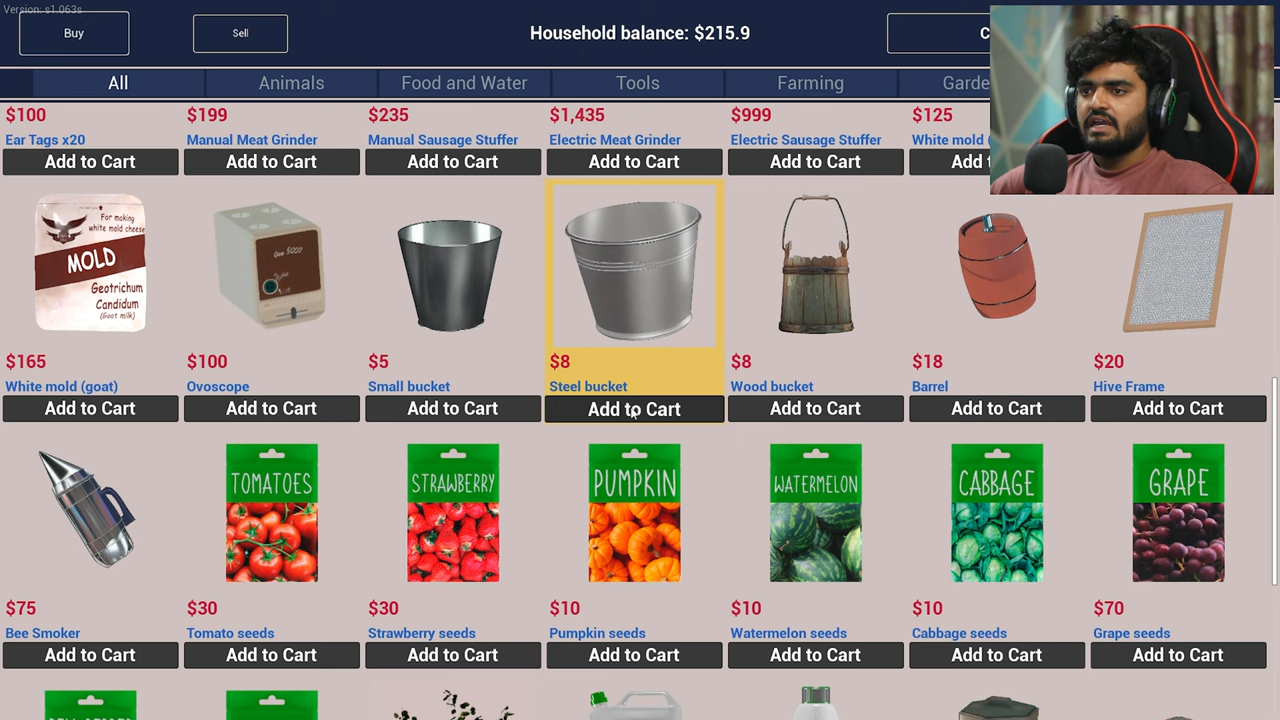 Version: s1.063s
Buy
Sell
Household balance: $215.9
C
All
Animals
Food and Water
Tools
Farming
Garde
$100
$199
$235
$1,435
$999
$125
Ear Tags x20
Manual Meat Grinder
Manual Sausage Stuffer
Electric Meat Grinder
Electric Sausage Stuffer
White mold (
Add to Cart
Add to Cart
Add to Cart
Add to Cart
Add to Cart
Add t
For making
white mold cheese
MOLD
Geotrichum
Candidum
(Goat milk)
$165
$100
$5
$8
$8
$18
$20
White mold (goat)
Ovoscope
Small bucket
Steel bucket
Wood bucket
Barrel
Hive Frame
Add to Cart
Add to Cart
Add to Cart
Add to Cart
Add to Cart
Add to Cart
Add to Cart
TOMATOES
STRAWBERRY
PUMPKIN
WATERMELON
CABBAGE
GRAPE
$75
$30
$30
$10
$10
$10
$70
Bee Smoker
Tomato seeds
Strawberry seeds
Pumpkin seeds
Watermelon seeds
Cabbage seeds
Grape seeds
Add to Cart
Add to Cart
Add to Cart
Add to Cart
Add to Cart
Add to Cart
Add to Cart